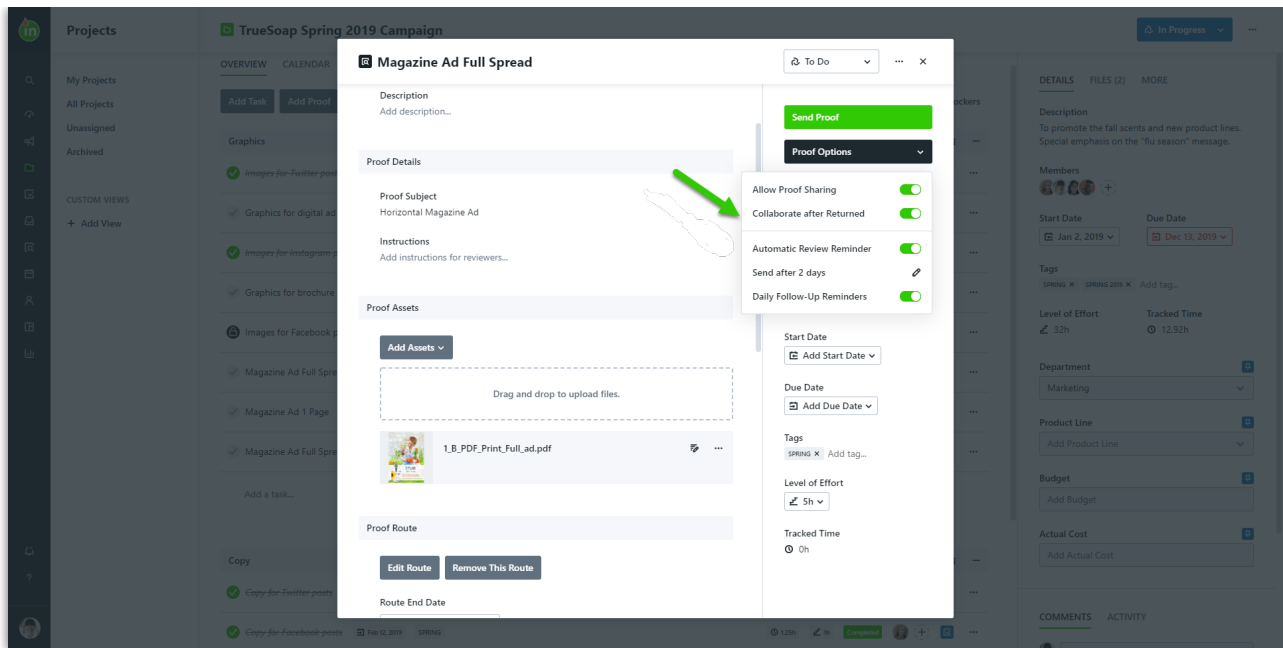 in
Projects
My Projects
All Projects
Unassigned
Archived
CUSTOM VIEWS
+ Add View
TrueSoap Spring 2019 Campaign
In Progress
OVERVIEW CALENDAR
Add Task Add Proof
Graphics
Images for Twitter post
Graphics for digital ad
Images for Instagram p
Graphics for brochure
Images for Facebook p
Magazine Ad Full Spre
Magazine Ad 1 Page
Magazine Ad Full Spre
Add a task...
Copy
Copy for Twitter posts
Copy for Facebook posts Feb 12, 2019 SPRING 1.25h 1h Completed
Magazine Ad Full Spread
To Do
Description
Add description...
Proof Details
Proof Subject
Horizontal Magazine Ad
Instructions
Add instructions for reviewers...
Proof Assets
Add Assets
Drag and drop to upload files.
1_B_PDF_Print_Full_ad.pdf
Proof Route
Edit Route Remove This Route
Route End Date
Send Proof
Proof Options
Allow Proof Sharing
Collaborate after Returned
Automatic Review Reminder
Send after 2 days
Daily Follow-Up Reminders
Start Date
Add Start Date
Due Date
Add Due Date
Tags
SPRING × Add tag...
Level of Effort
5h
Tracked Time
0h
ockers
DETAILS FILES (2) MORE
Description
To promote the fall scents and new product lines.
Special emphasis on the "flu season" message.
Members
Start Date Due Date
Jan 2, 2019 Dec 13, 2019
Tags
SPRING × SPRING 2019 × Add tag...
Level of Effort Tracked Time
32h 12.92h
Department
Marketing
Product Line
Add Product Line
Budget
Add Budget
Actual Cost
Add Actual Cost
COMMENTS ACTIVITY